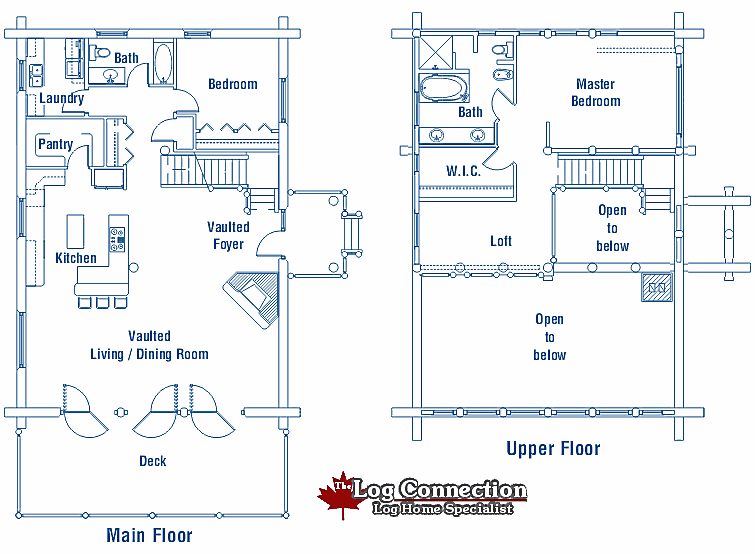 Bath
Bedroom
Laundry
Pantry
Kitchen
Vaulted
Foyer
Vaulted
Living / Dining Room
Deck
Main Floor
Master
Bedroom
Bath
W.I.C.
Loft
Open
to
below
Open
to
below
Upper Floor
The Log Connection
Log Home Specialist